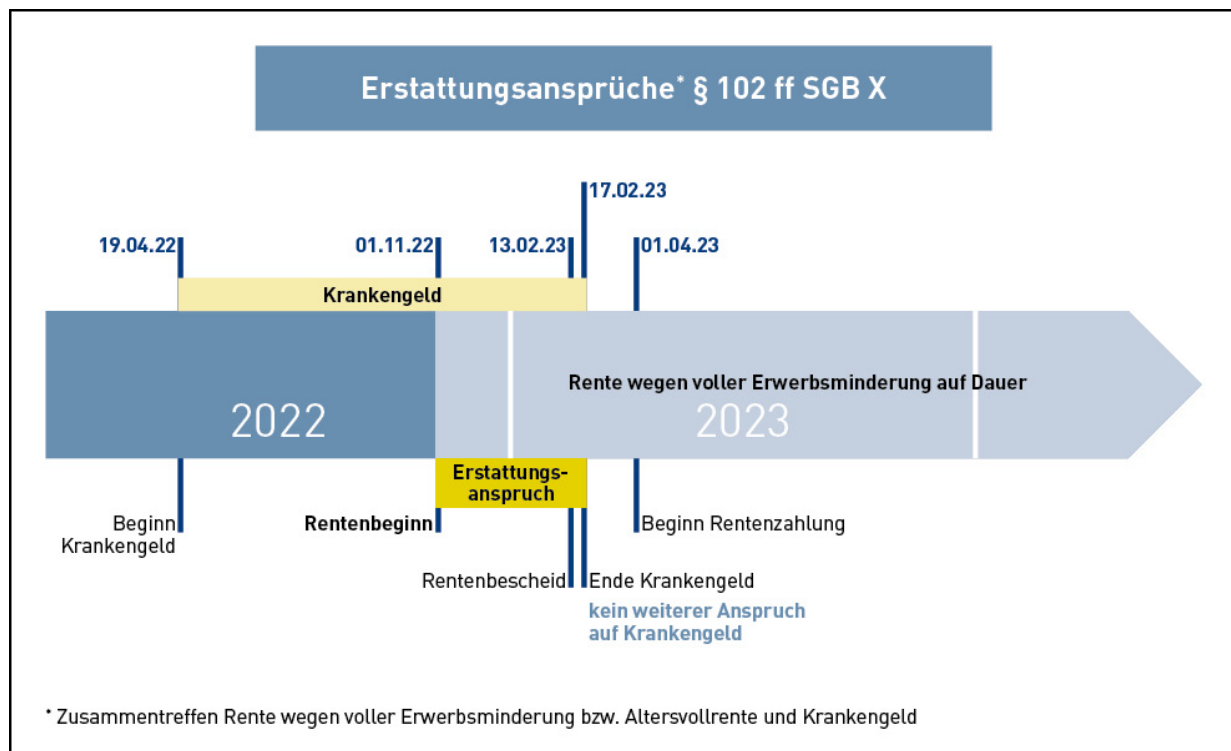 Erstattungsansprüche* § 102 ff SGB X
17.02.23
19.04.22
01.11.22
13.02.23
01.04.23
Krankengeld
Rente wegen voller Erwerbsminderung auf Dauer
2022
2023
Erstattungs-
anspruch
Beginn
Krankengeld
Rentenbeginn
Beginn Rentenzahlung
Rentenbescheid
Ende Krankengeld
kein weiterer Anspruch
auf Krankengeld
* Zusammentreffen Rente wegen voller Erwerbsminderung bzw. Altersvollrente und Krankengeld